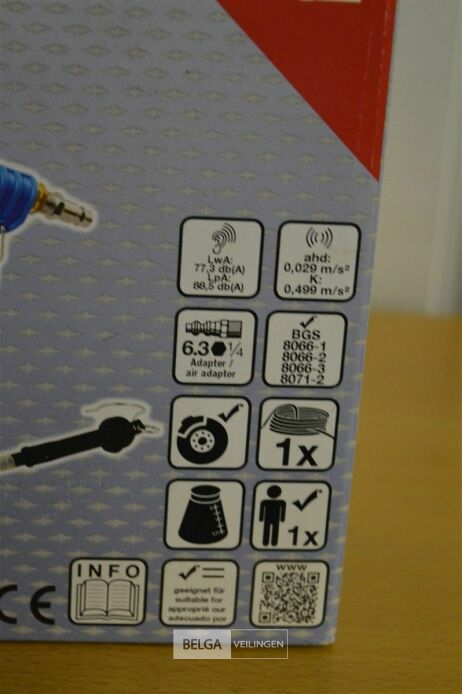 LwA:
77,3 db(A)
LpA:
88,5 db(A)
ahd:
0,029 m/s²
K:
0,499 m/s²
6.3 1/4
Adapter /
air adaptor
BGS
8066-1
8066-2
8066-3
8071-2
1x
1x
CE
INFO
geeignet für
suitable for
approprié our
adecuado por
www
BELGA VEILINGEN